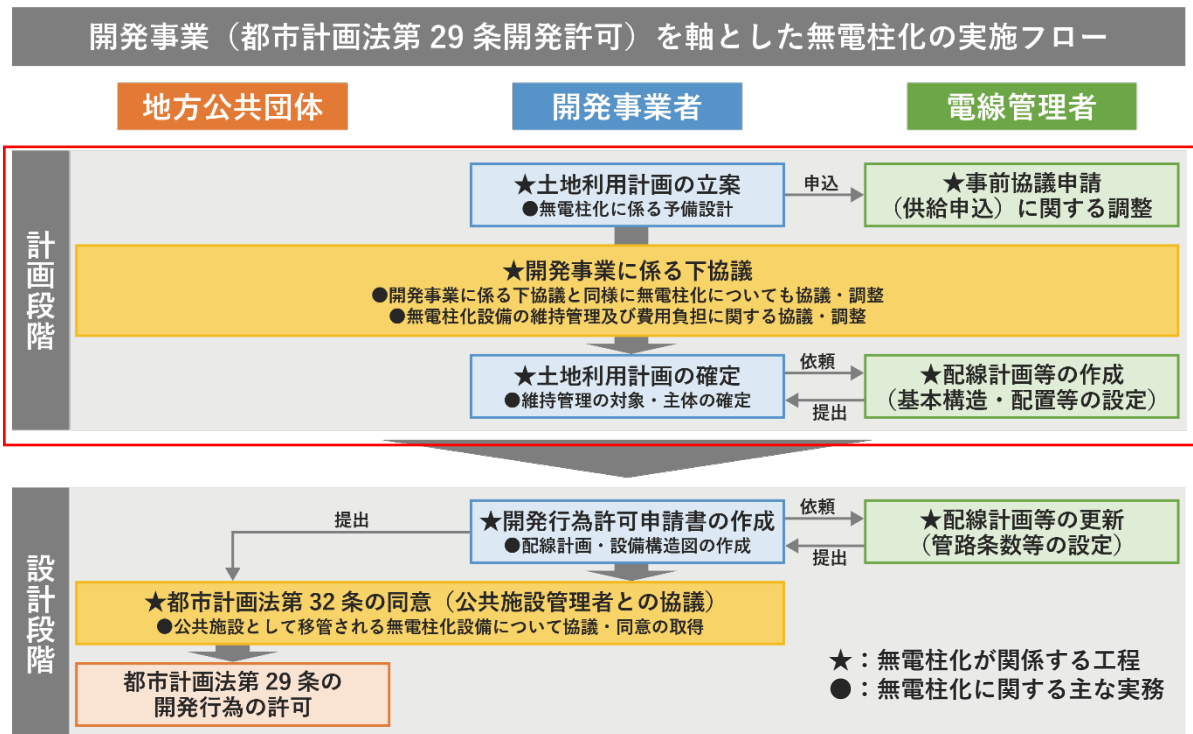 開発事業（都市計画法第 29 条開発許可）を軸とした無電柱化の実施フロー
地方公共団体
開発事業者
電線管理者
計画段階
★土地利用計画の立案
●無電柱化に係る予備設計
申込
★事前協議申請
（供給申込）に関する調整
★開発事業に係る下協議
●開発事業に係る下協議と同様に無電柱化についても協議・調整
●無電柱化設備の維持管理及び費用負担に関する協議・調整
★土地利用計画の確定
●維持管理の対象・主体の確定
依頼
提出
★配線計画等の作成
（基本構造・配置等の設定）
設計段階
提出
★開発行為許可申請書の作成
●配線計画・設備構造図の作成
依頼
提出
★配線計画等の更新
（管路条数等の設定）
★都市計画法第 32 条の同意（公共施設管理者との協議）
●公共施設として移管される無電柱化設備について協議・同意の取得
都市計画法第 29 条の
開発行為の許可
★：無電柱化が関係する工程
●：無電柱化に関する主な実務